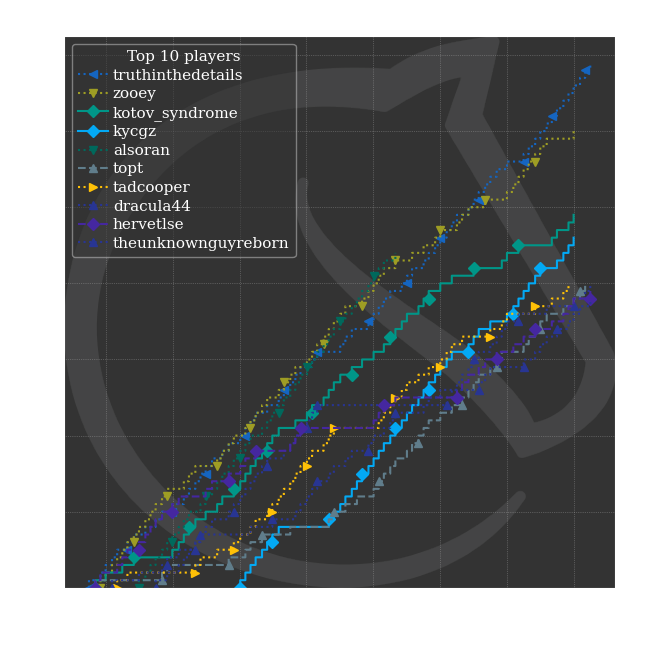 Top 10 players
truthinthedetails
zooey
kotov_syndrome
kycgz
alsoran
topt
tadcooper
dracula44
hervetlse
theunknownguyreborn